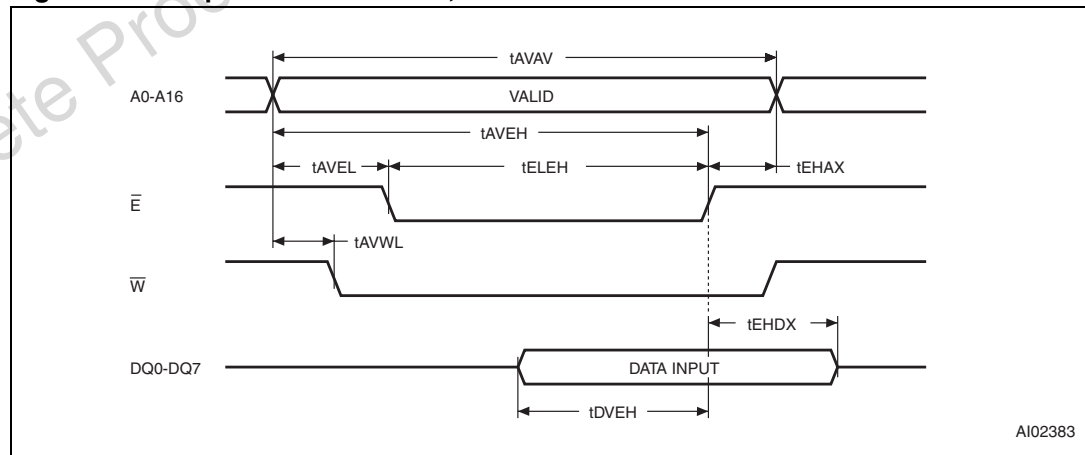 tAVAV
A0-A16
VALID
tAVEH
tAVEL
tELEH
tEHAX
E
tAVWL
W
tEHDX
DQ0-DQ7
DATA INPUT
tDVEH
AI02383